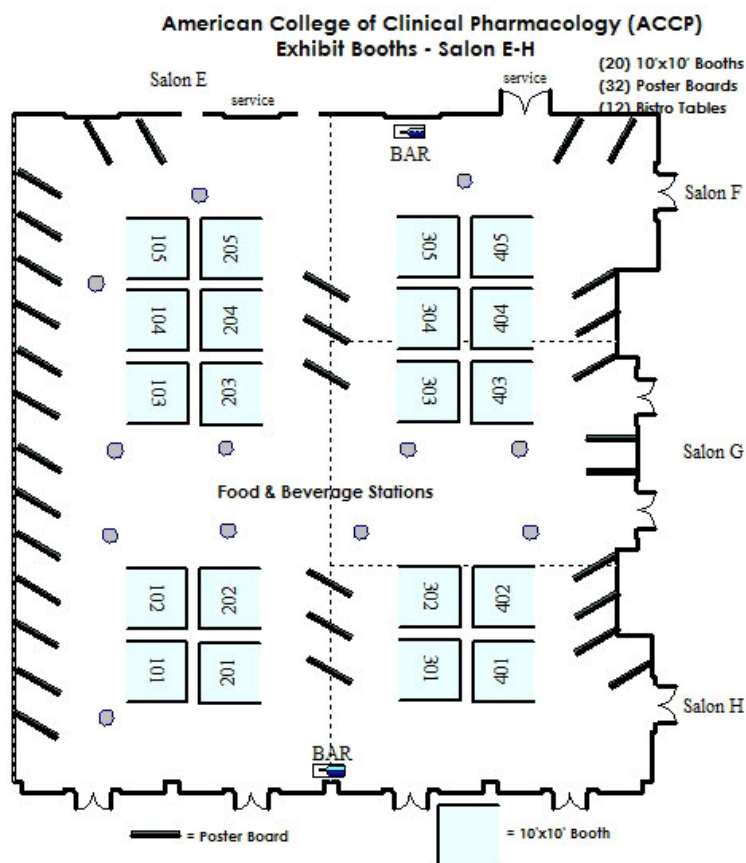 American College of Clinical Pharmacology (ACCP)
Exhibit Booths - Salon E-H
(20) 10'x10' Booths
(32) Poster Boards
(12) Bistro Tables
Salon E
service
service
BAR
Salon F
105
205
305
405
104
204
304
404
103
203
303
403
Salon G
Food & Beverage Stations
102
202
302
402
101
201
301
401
Salon H
BAR
= Poster Board
= 10'x10' Booth